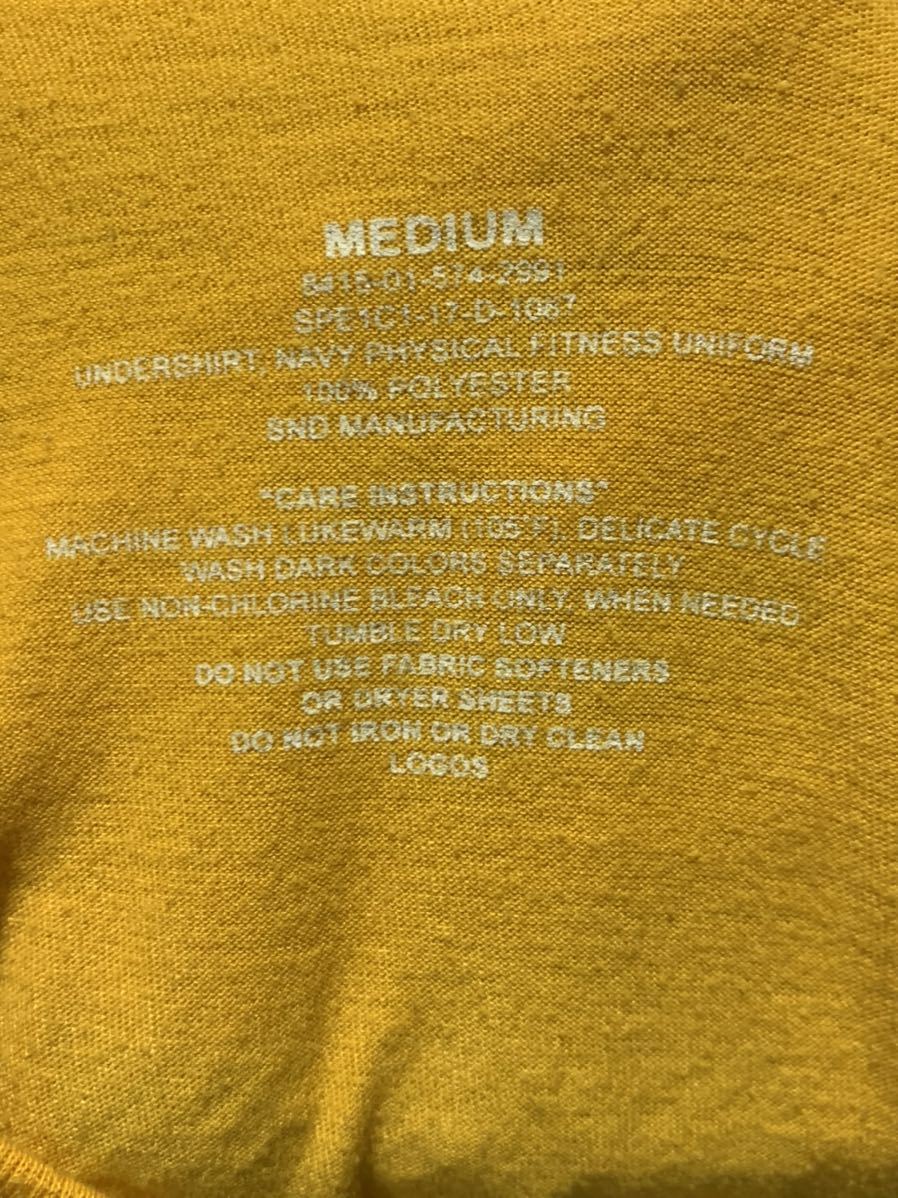 MEDIUM
8415-01-574-2991
SPE1C1-17-D-1067
UNDERSHIRT, NAVY PHYSICAL FITNESS UNIFORM
100% POLYESTER
SND MANUFACTURING
"CARE INSTRUCTIONS"
MACHINE WASH LUKEWARM (105°F), DELICATE CYCLE
WASH DARK COLORS SEPARATELY
USE NON-CHLORINE BLEACH ONLY, WHEN NEEDED
TUMBLE DRY LOW
DO NOT USE FABRIC SOFTENERS
OR DRYER SHEETS
DO NOT IRON OR DRY CLEAN
LOGOS